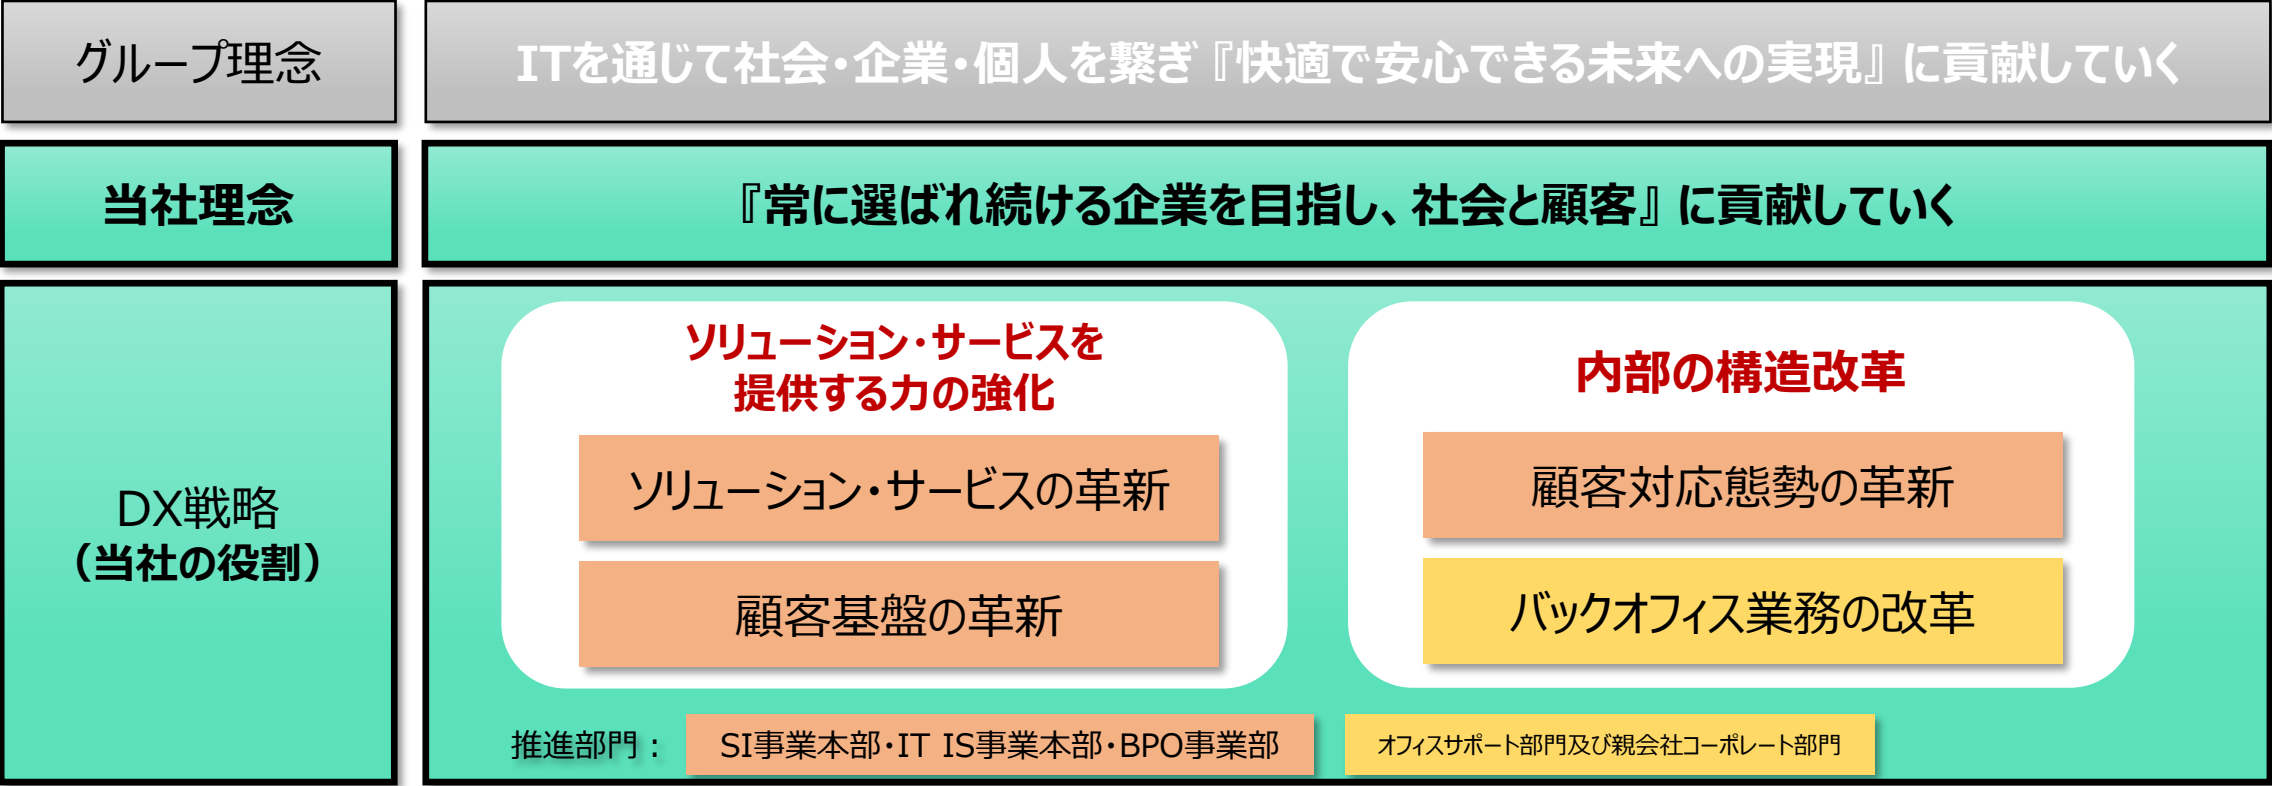 グループ理念
ITを通じて社会・企業・個人を繋ぎ『快適で安心できる未来への実現』に貢献していく
当社理念
『常に選ばれ続ける企業を目指し、社会と顧客』に貢献していく
DX戦略
（当社の役割）
ソリューション・サービスを
提供する力の強化
ソリューション・サービスの革新
顧客基盤の革新
内部の構造改革
顧客対応態勢の革新
バックオフィス業務の改革
推進部門：
SI事業本部・IT IS事業本部・BPO事業部
オフィスサポート部門及び親会社コーポレート部門